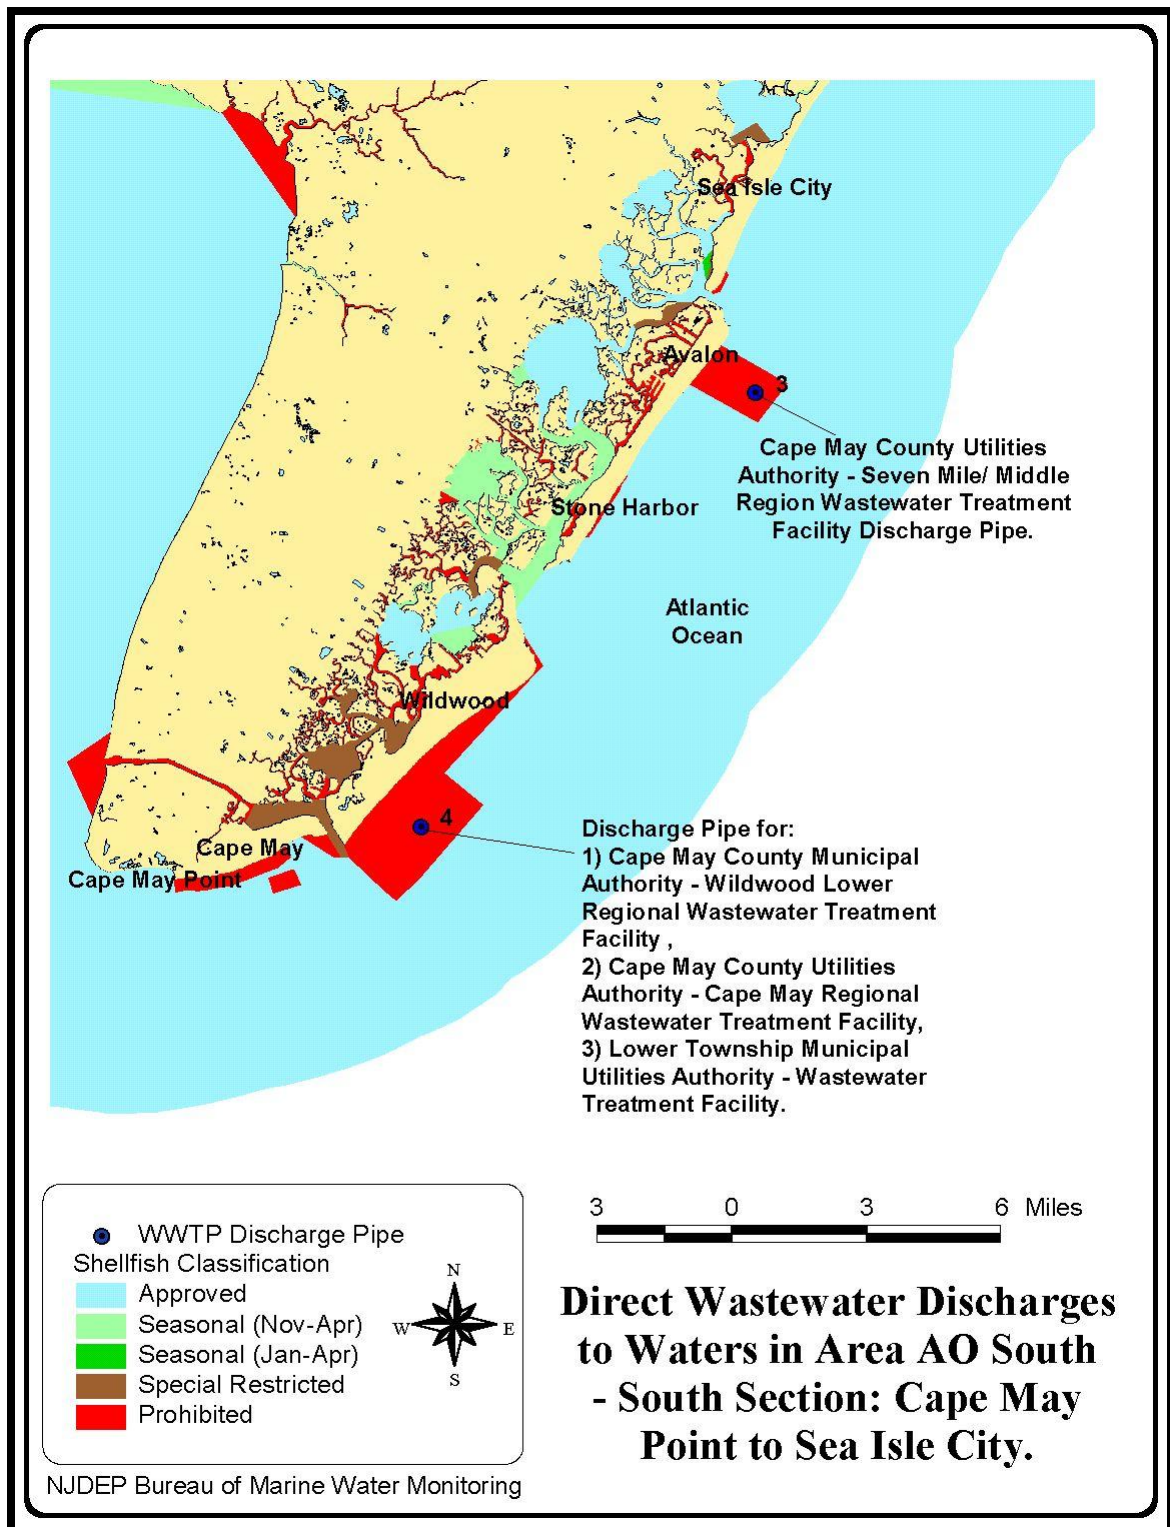 Sea Isle City
Avalon
3
Cape May County Utilities
Authority - Seven Mile/ Middle
Region Wastewater Treatment
Facility Discharge Pipe.
Stone Harbor
Atlantic
Ocean
Wildwood
4
Cape May
Cape May Point
Discharge Pipe for:
1) Cape May County Municipal
Authority - Wildwood Lower
Regional Wastewater Treatment
Facility ,
2) Cape May County Utilities
Authority - Cape May Regional
Wastewater Treatment Facility,
3) Lower Township Municipal
Utilities Authority - Wastewater
Treatment Facility.
3 0 3 6 Miles
WWTP Discharge Pipe
Shellfish Classification
Approved
Seasonal (Nov-Apr)
Seasonal (Jan-Apr)
Special Restricted
Prohibited
N
W E
S
Direct Wastewater Discharges
to Waters in Area AO South
- South Section: Cape May
Point to Sea Isle City.
NJDEP Bureau of Marine Water Monitoring